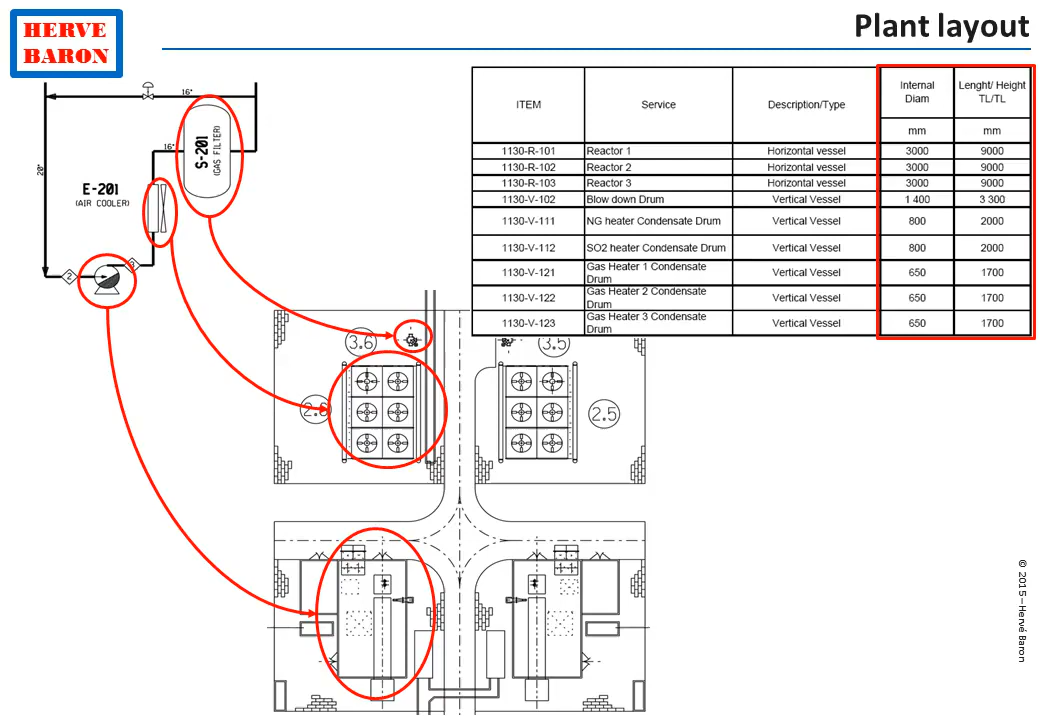 HERVE
BARON
Plant layout
16"
16"
20"
S-201
(GAS FILTER)
E-201
(AIR COOLER)
2
3
ITEM Service Description/Type Internal Diam Lenght/ Height TL/TL
mm mm
1130-R-101 Reactor 1 Horizontal vessel 3000 9000
1130-R-102 Reactor 2 Horizontal vessel 3000 9000
1130-R-103 Reactor 3 Horizontal vessel 3000 9000
1130-V-102 Blow down Drum Vertical Vessel 1 400 3 300
1130-V-111 NG heater Condensate Drum Vertical Vessel 800 2000
1130-V-112 SO2 heater Condensate Drum Vertical Vessel 800 2000
1130-V-121 Gas Heater 1 Condensate Drum Vertical Vessel 650 1700
1130-V-122 Gas Heater 2 Condensate Drum Vertical Vessel 650 1700
1130-V-123 Gas Heater 3 Condensate Drum Vertical Vessel 650 1700
3.6
3.5
2.6
2.5
© 2015 – Hervé Baron